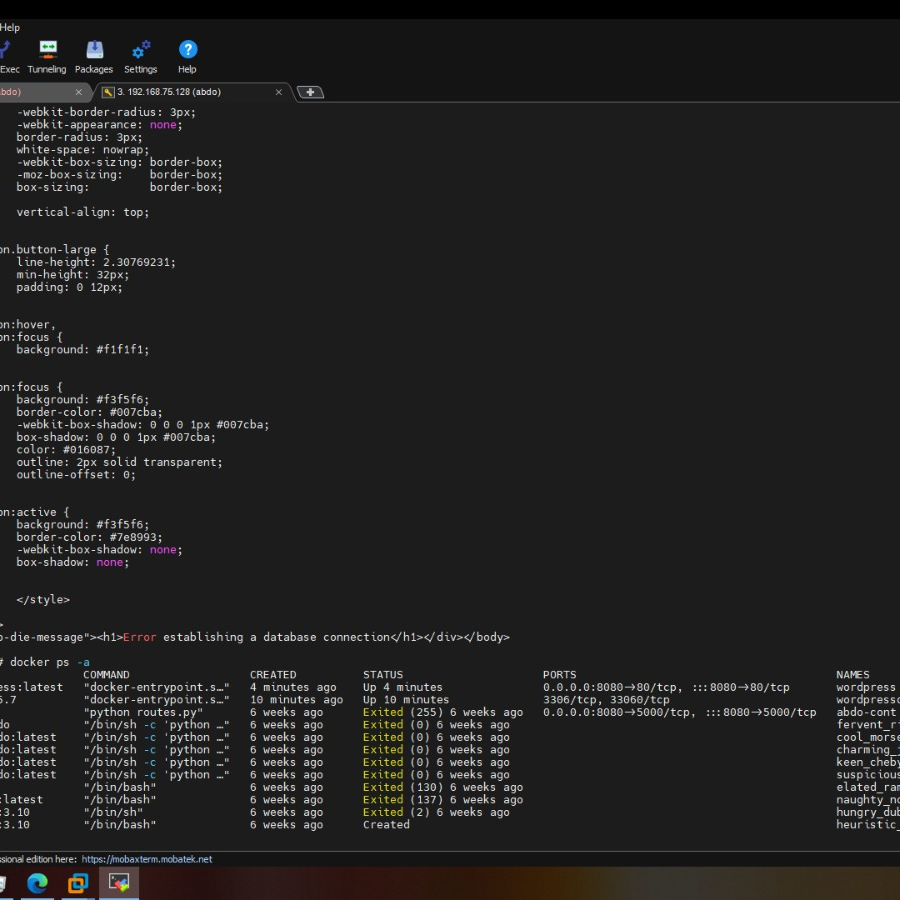 Help
Exec Tunneling Packages Settings Help
bdo) × 3. 192.168.75.128 (abdo) ×
-webkit-border-radius: 3px;
-webkit-appearance: none;
border-radius: 3px;
white-space: nowrap;
-webkit-box-sizing: border-box;
-moz-box-sizing: border-box;
box-sizing: border-box;
vertical-align: top;
on.button-large {
line-height: 2.30769231;
min-height: 32px;
padding: 0 12px;
on:hover,
on:focus {
background: #f1f1f1;
on:focus {
background: #f3f5f6;
border-color: #007cba;
-webkit-box-shadow: 0 0 0 1px #007cba;
box-shadow: 0 0 0 1px #007cba;
color: #016087;
outline: 2px solid transparent;
outline-offset: 0;
on:active {
background: #f3f5f6;
border-color: #7e8993;
-webkit-box-shadow: none;
box-shadow: none;
</style>
>
p-die-message"><h1>Error establishing a database connection</h1></div></body>
# docker ps -a
COMMAND CREATED STATUS PORTS NAMES
ess:latest "docker-entrypoint.s…" 4 minutes ago Up 4 minutes 0.0.0.0:8080->80/tcp, :::8080->80/tcp wordpress
5.7 "docker-entrypoint.s…" 10 minutes ago Up 10 minutes 3306/tcp, 33060/tcp wordpress
"python routes.py" 6 weeks ago Exited (255) 6 weeks ago 0.0.0.0:8080->5000/tcp, :::8080->5000/tcp abdo-cont
do "/bin/sh -c 'python …" 6 weeks ago Exited (0) 6 weeks ago fervent_r
do:latest "/bin/sh -c 'python …" 6 weeks ago Exited (0) 6 weeks ago cool_morse
do:latest "/bin/sh -c 'python …" 6 weeks ago Exited (0) 6 weeks ago charming_
do:latest "/bin/sh -c 'python …" 6 weeks ago Exited (0) 6 weeks ago keen_cheby
do:latest "/bin/sh -c 'python …" 6 weeks ago Exited (0) 6 weeks ago suspicious
"/bin/bash" 6 weeks ago Exited (130) 6 weeks ago elated_ram
:latest "/bin/bash" 6 weeks ago Exited (137) 6 weeks ago naughty_no
:3.10 "/bin/sh" 6 weeks ago Exited (2) 6 weeks ago hungry_dub
:3.10 "/bin/bash" 6 weeks ago Created heuristic_
ssional edition here: https://mobaxterm.mobatek.net